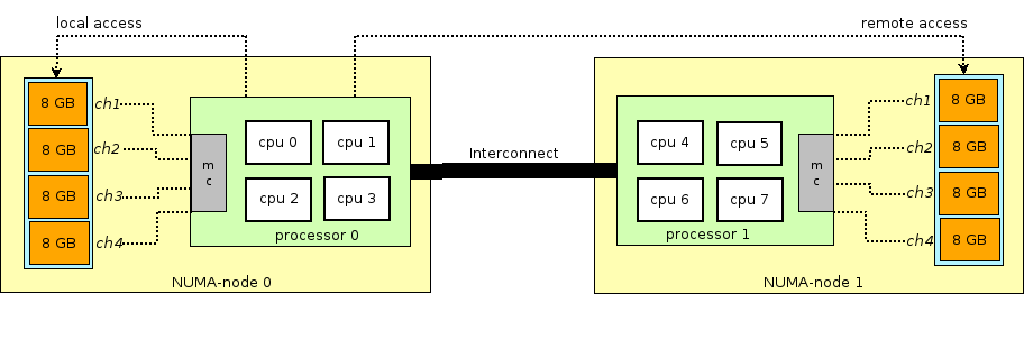 local access
remote access
8 GB
ch1
8 GB
ch2
8 GB
ch3
8 GB
ch4
m
c
cpu 0
cpu 1
cpu 2
cpu 3
processor 0
NUMA-node 0
Interconnect
cpu 4
cpu 5
cpu 6
cpu 7
processor 1
m
c
ch1
8 GB
ch2
8 GB
ch3
8 GB
ch4
8 GB
NUMA-node 1